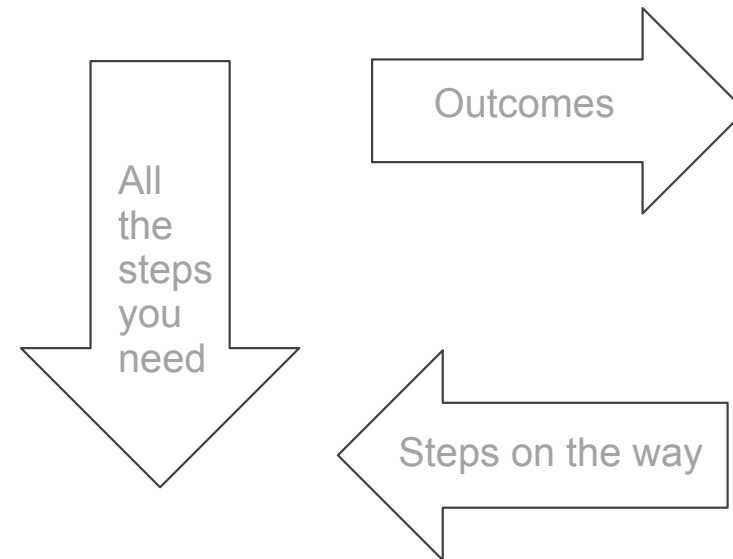 All
the
steps
you
need
Outcomes
Steps on the way